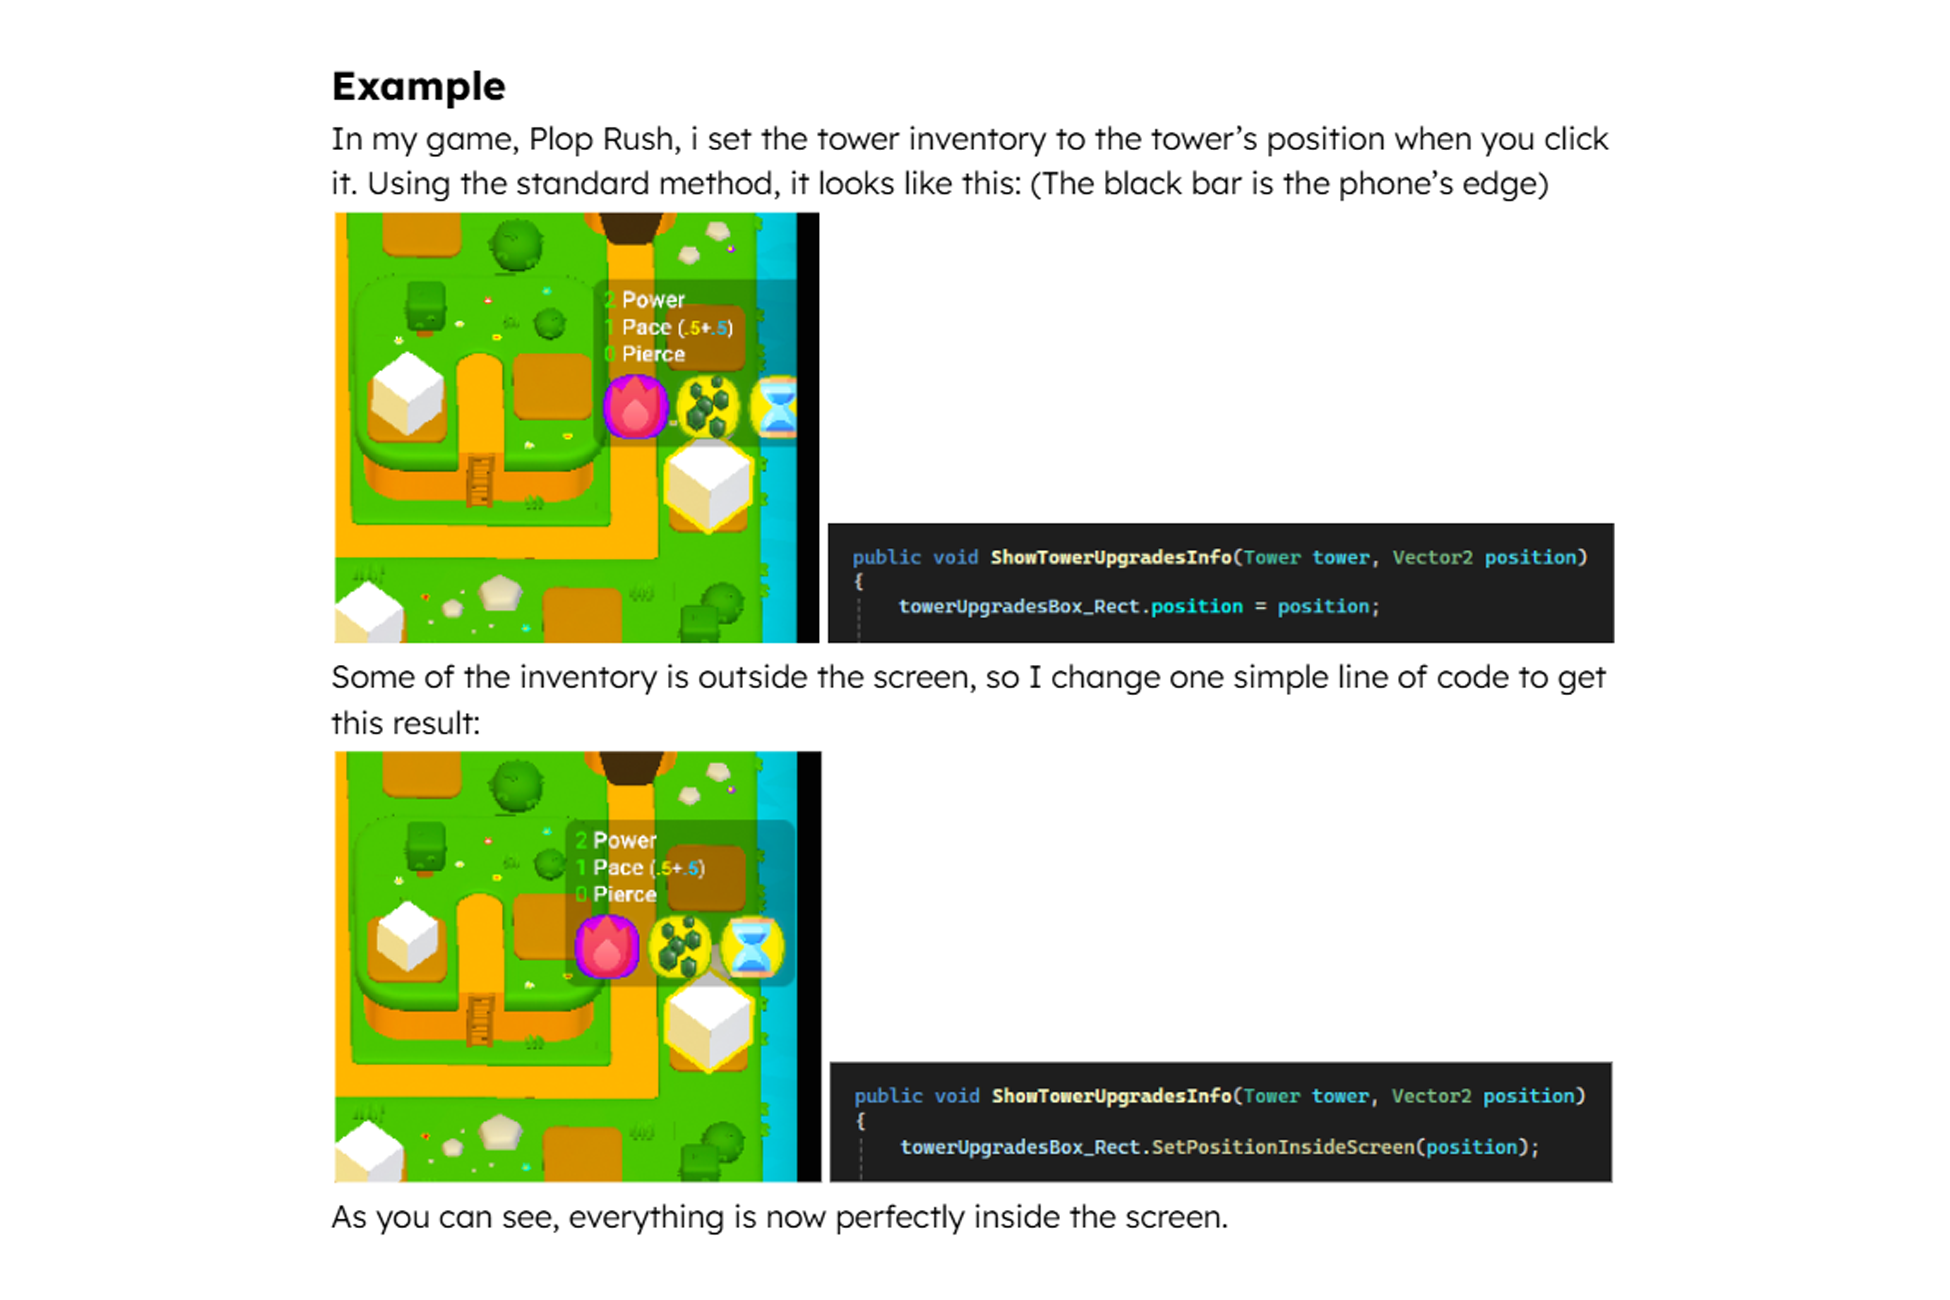 Example
In my game, Plop Rush, i set the tower inventory to the tower’s position when you click
it. Using the standard method, it looks like this: (The black bar is the phone’s edge)
2 Power
1 Pace (.5+.5)
0 Pierce
public void ShowTowerUpgradesInfo(Tower tower, Vector2 position)
{
towerUpgradesBox_Rect.position = position;
Some of the inventory is outside the screen, so I change one simple line of code to get
this result:
2 Power
1 Pace (.5+.5)
0 Pierce
public void ShowTowerUpgradesInfo(Tower tower, Vector2 position)
{
towerUpgradesBox_Rect.SetPositionInsideScreen(position);
As you can see, everything is now perfectly inside the screen.